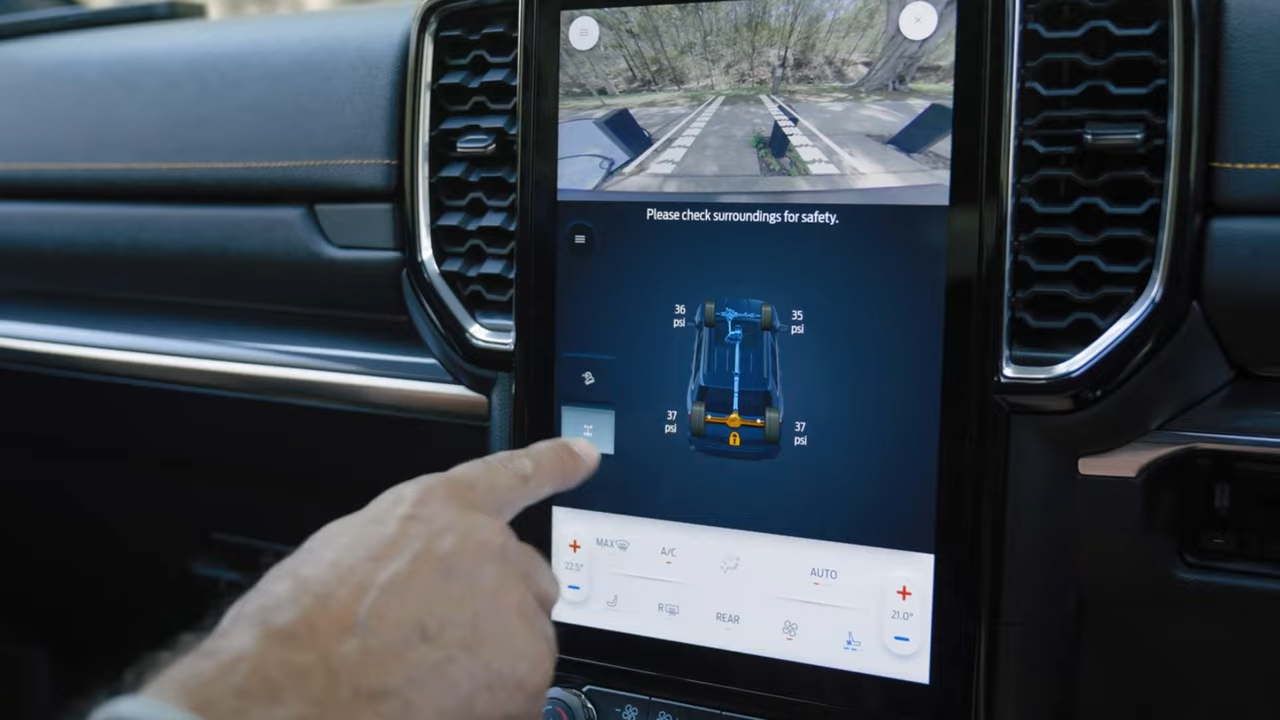 Please check surroundings for safety.
36
psi
35
psi
37
psi
37
psi
MAX
A/C
22.5°
AUTO
21.0°
R
REAR